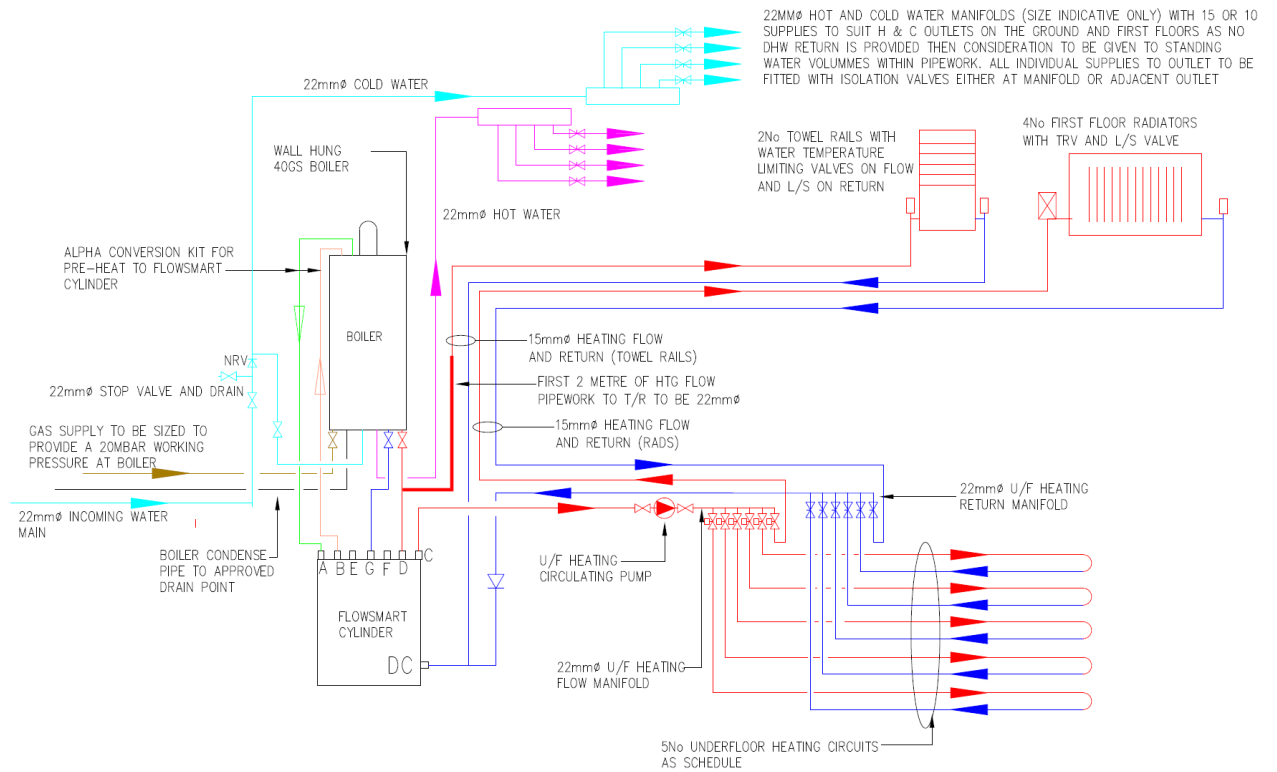 22MMø HOT AND COLD WATER MANIFOLDS (SIZE INDICATIVE ONLY) WITH 15 OR 10
SUPPLIES TO SUIT H & C OUTLETS ON THE GROUND AND FIRST FLOORS AS NO
DHW RETURN IS PROVIDED THEN CONSIDERATION TO BE GIVEN TO STANDING
WATER VOLUMMES WITHIN PIPEWORK. ALL INDIVIDUAL SUPPLIES TO OUTLET TO BE
FITTED WITH ISOLATION VALVES EITHER AT MANIFOLD OR ADJACENT OUTLET
22mmø COLD WATER
4No FIRST FLOOR RADIATORS
WITH TRV AND L/S VALVE
2No TOWEL RAILS WITH
WATER TEMPERATURE
LIMITING VALVES ON FLOW
AND L/S ON RETURN
WALL HUNG
40GS BOILER
22mmø HOT WATER
ALPHA CONVERSION KIT FOR
PRE-HEAT TO FLOWSMART
CYLINDER
BOILER
15mmø HEATING FLOW
AND RETURN (TOWEL RAILS)
NRV
22mmø STOP VALVE AND DRAIN
FIRST 2 METRE OF HTG FLOW
PIPEWORK TO T/R TO BE 22mmø
15mmø HEATING FLOW
AND RETURN (RADS)
GAS SUPPLY TO BE SIZED TO
PROVIDE A 20MBAR WORKING
PRESSURE AT BOILER
22mmø INCOMING WATER
MAIN
22mmø U/F HEATING
RETURN MANIFOLD
BOILER CONDENSE
PIPE TO APPROVED
DRAIN POINT
A B E G F D C
U/F HEATING
CIRCULATING PUMP
FLOWSMART
CYLINDER
DC
22mmø U/F HEATING
FLOW MANIFOLD
5No UNDERFLOOR HEATING CIRCUITS
AS SCHEDULE